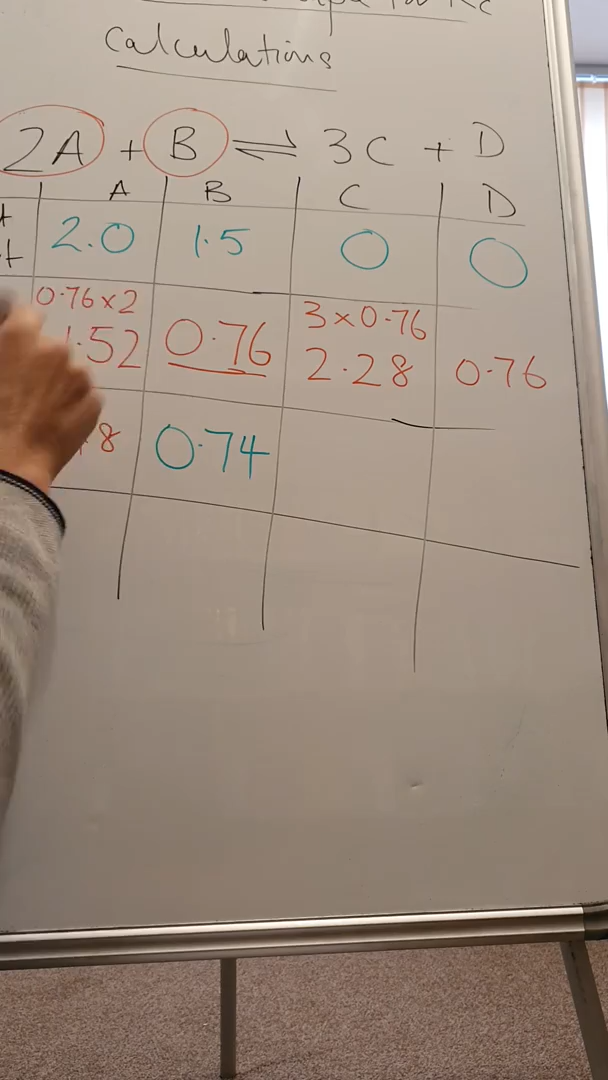 Kc
Calculations
2A + B ⇌ 3C + D
A B C D
2.0 1.5 0 0
0.76×2 3×0.76
.52 0.76 2.28 0.76
8 0.74